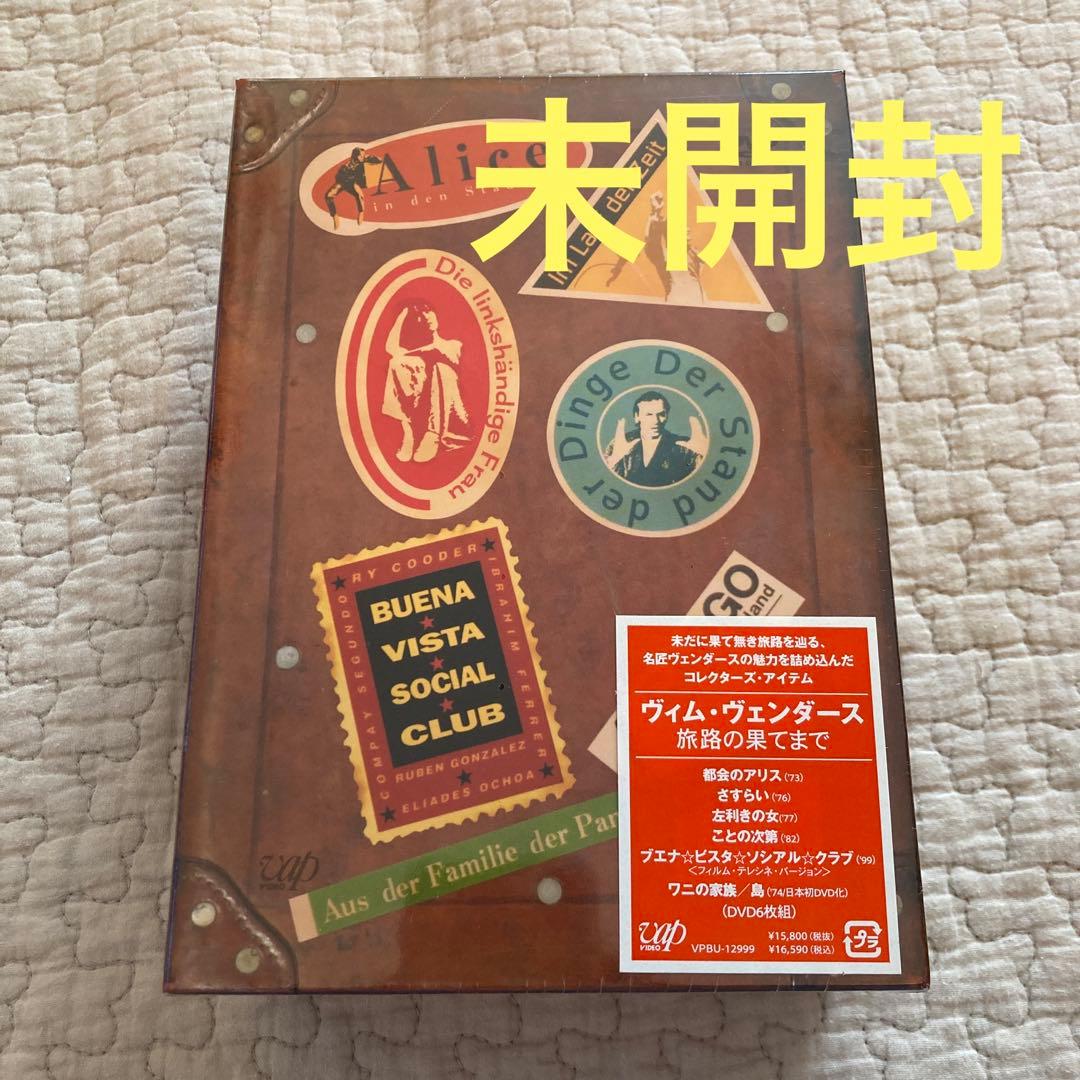 未開封
Alice
in den
Im La der Zeit
Die linkshändige Frau
Der Stand der Dinge
RY COODER
IBRAHIM FERRER
COMPAY SEGUNDO
BUENA
VISTA
SOCIAL
CLUB
RUBEN GONZALEZ
ELIADES OCHOA
GO
land
Aus der Familie der Pan
vap
VIDEO
未だに果て無き旅路を辿る、
名匠ヴェンダースの魅力を詰め込んだ
コレクターズ・アイテム
ヴィム・ヴェンダース
旅路の果てまで
都会のアリス('73)
さすらい('76)
左利きの女('77)
ことの次第('82)
ブエナ☆ビスタ☆ソシアル☆クラブ('99)
<フィルム・テレシネ・バージョン>
ワニの家族/島('74/日本初DVD化)
(DVD6枚組)
vap
VIDEO
VPBU-12999
¥15,800(税抜)
¥16,590(税込)
プラ